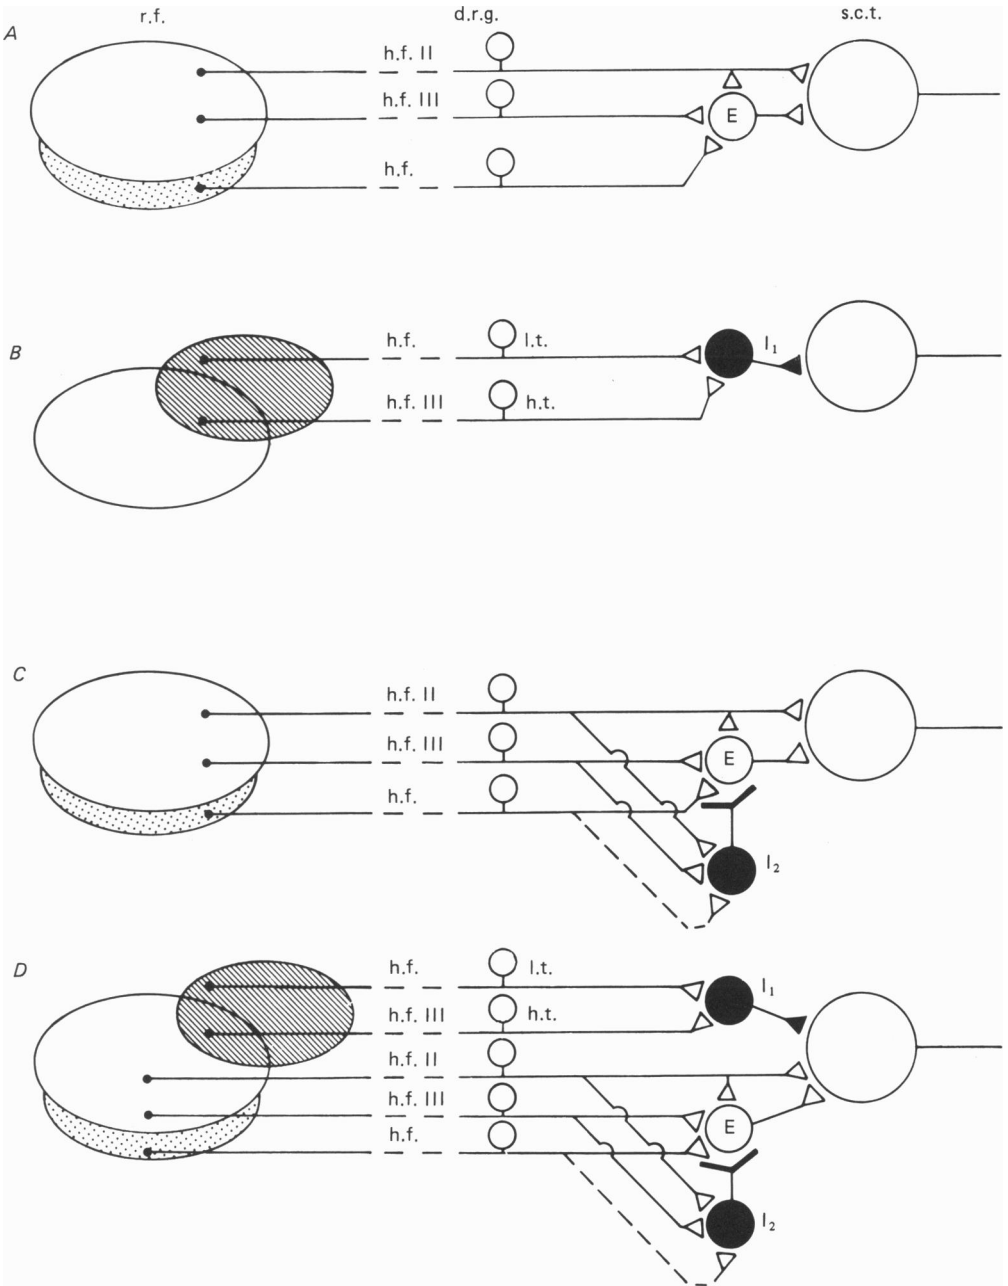 r.f. d.r.g. s.c.t.
A
h.f. II
h.f. III
E
h.f.
B
h.f. l.t. I₁
h.f. III h.t.
C
h.f. II
h.f. III
E
h.f.
I₂
D
h.f. l.t. I₁
h.f. III h.t.
h.f. II
h.f. III
E
h.f.
I₂